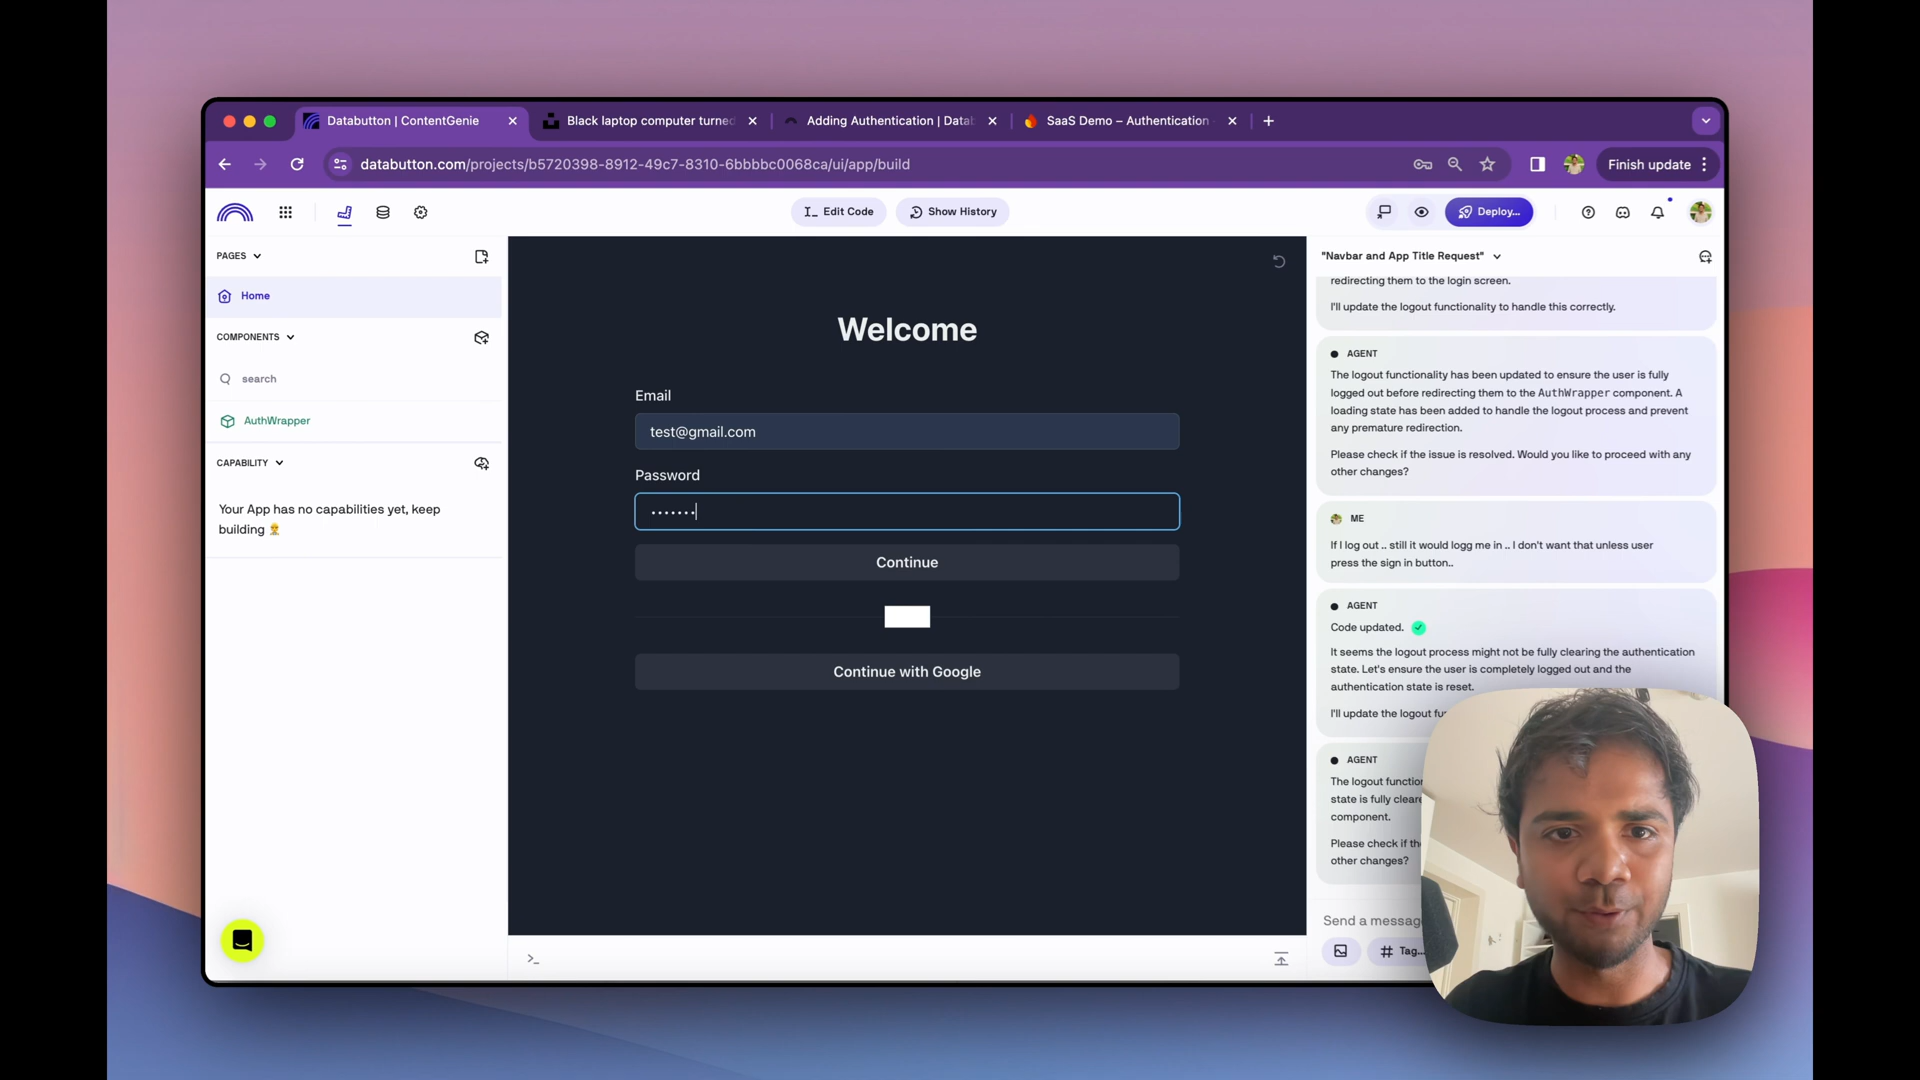 Databutton | ContentGenie
Black laptop computer turned
Adding Authentication | Datab
SaaS Demo – Authentication
databutton.com/projects/b5720398-8912-49c7-8310-6bbbbc0068ca/ui/app/build
Finish update
Edit Code
Show History
Deploy...
PAGES
Home
COMPONENTS
search
AuthWrapper
CAPABILITY
Your App has no capabilities yet, keep
building
Welcome
Email
test@gmail.com
Password
Continue
Continue with Google
"Navbar and App Title Request"
redirecting them to the login screen.
I'll update the logout functionality to handle this correctly.
AGENT
The logout functionality has been updated to ensure the user is fully
logged out before redirecting them to the AuthWrapper component. A
loading state has been added to handle the logout process and prevent
any premature redirection.
Please check if the issue is resolved. Would you like to proceed with any
other changes?
ME
If I log out .. still it would logg me in .. I don't want that unless user
press the sign in button..
AGENT
Code updated.
It seems the logout process might not be fully clearing the authentication
state. Let's ensure the user is completely logged out and the
authentication state is reset.
I'll update the logout fu
AGENT
The logout function
state is fully cleare
component.
Please check if the
other changes?
Send a message
Tag...